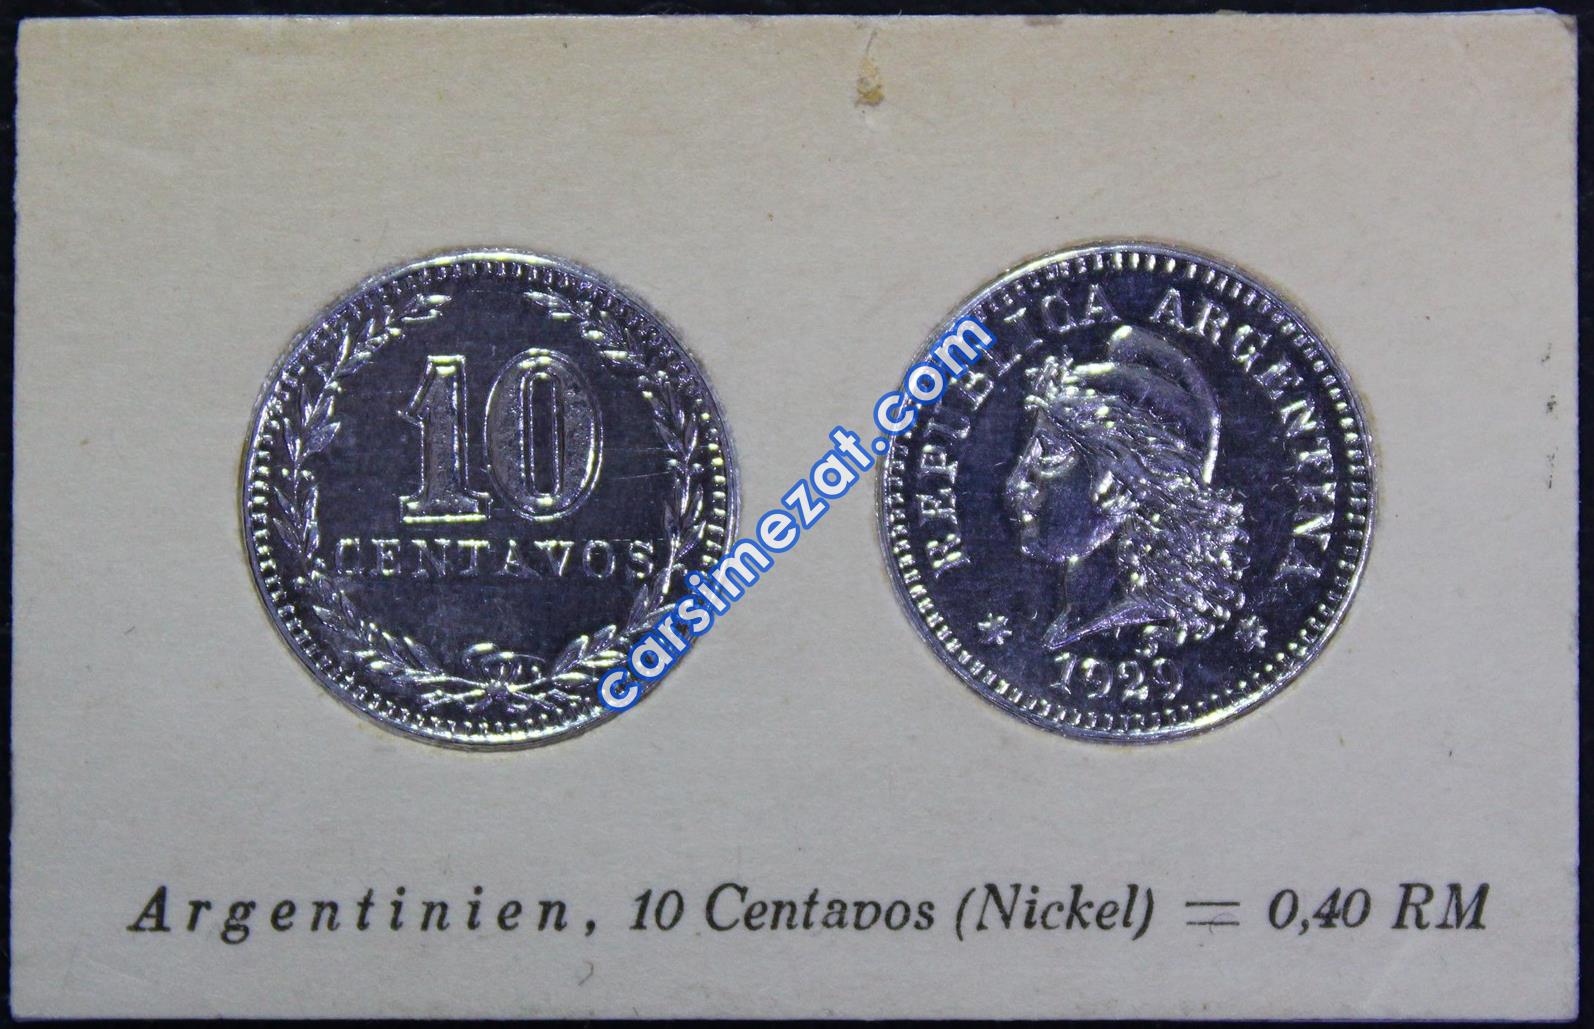 10
CENTAVOS
REPUBLICA ARGENTINA
* 1929 *
carsimezat.com
Argentinien, 10 Centavos (Nickel) = 0,40 RM